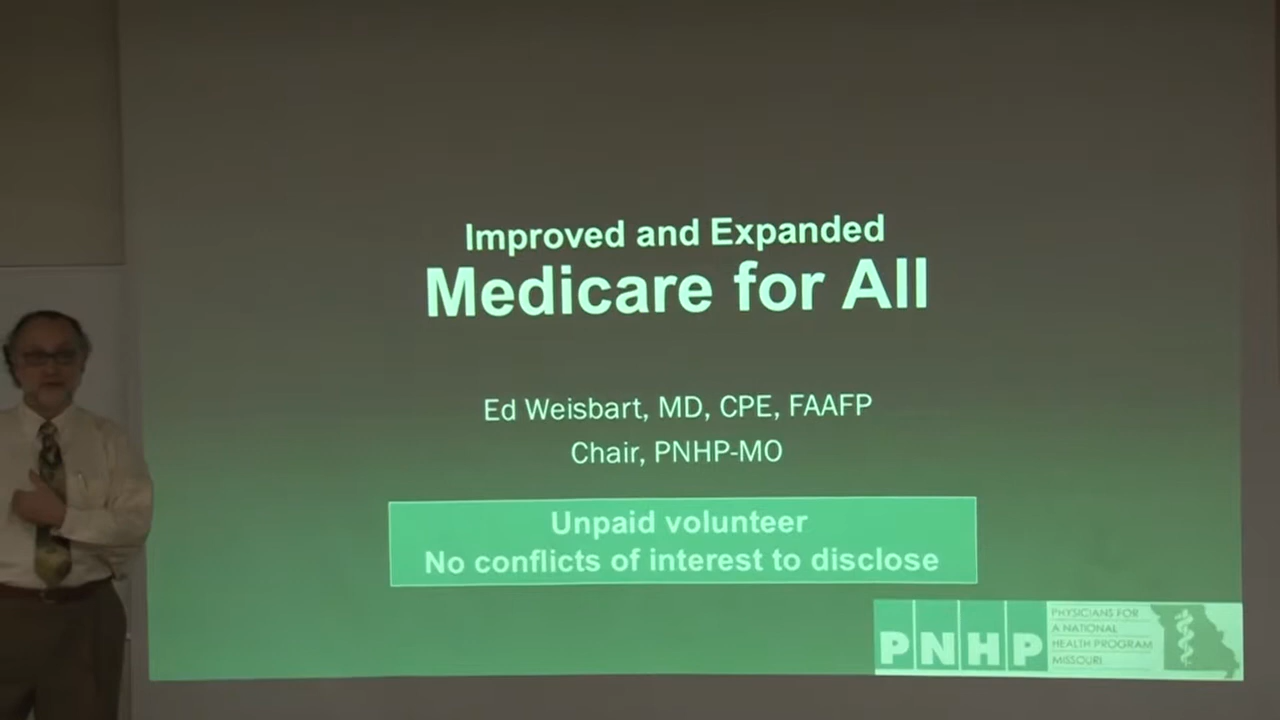 Improved and Expanded
Medicare for All
Ed Weisbart, MD, CPE, FAAFP
Chair, PNHP-MO
Unpaid volunteer
No conflicts of interest to disclose
PNHP
PHYSICIANS FOR
A NATIONAL
HEALTH PROGRAM
MISSOURI